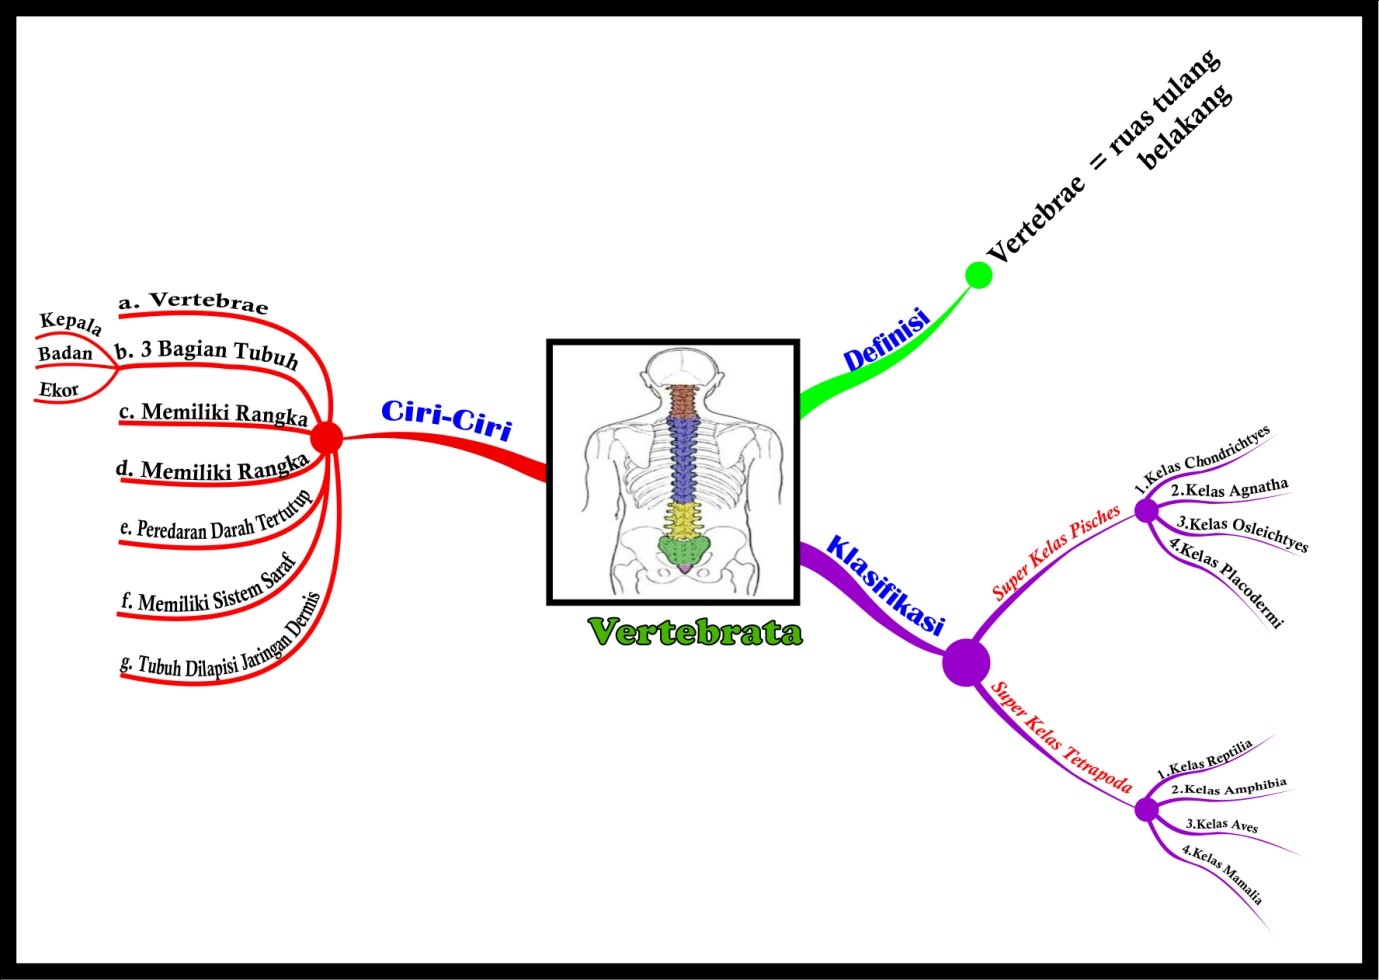 Vertebrata
Definisi
Vertebrae = ruas tulang
belakang
Ciri-Ciri
a. Vertebrae
b. 3 Bagian Tubuh
Kepala
Badan
Ekor
c. Memiliki Rangka
d. Memiliki Rangka
e. Peredaran Darah Tertutup
f. Memiliki Sistem Saraf
g. Tubuh Dilapisi Jaringan Dermis
Klasifikasi
Super Kelas Pisches
1.Kelas Chondrichtyes
2.Kelas Agnatha
3.Kelas Osleichtyes
4.Kelas Placodermi
Super Kelas Tetrapoda
1.Kelas Reptilia
2.Kelas Amphibia
3.Kelas Aves
4.Kelas Mamalia